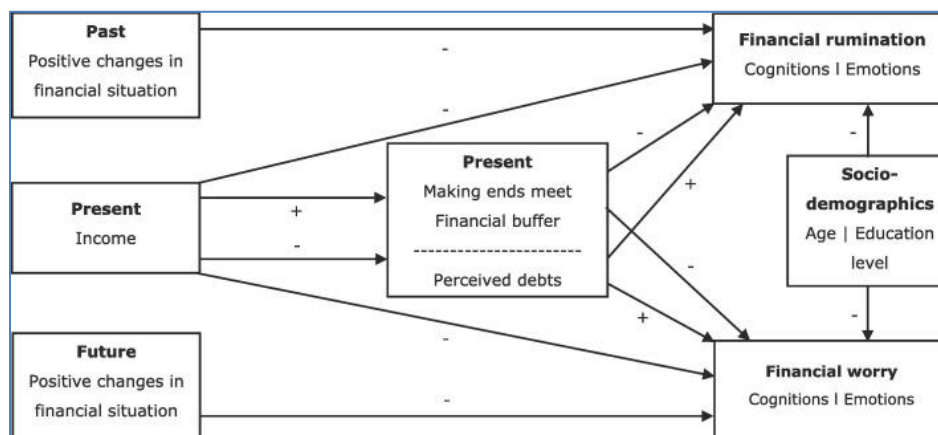 Past
Positive changes in
financial situation
-
Financial rumination
Cognitions I Emotions
-
Present
Income
+
-
Present
Making ends meet
Financial buffer
------------------------
Perceived debts
-
+
-
+
-
Socio-
demographics
Age | Education
level
-
Future
Positive changes in
financial situation
-
-
Financial worry
Cognitions I Emotions